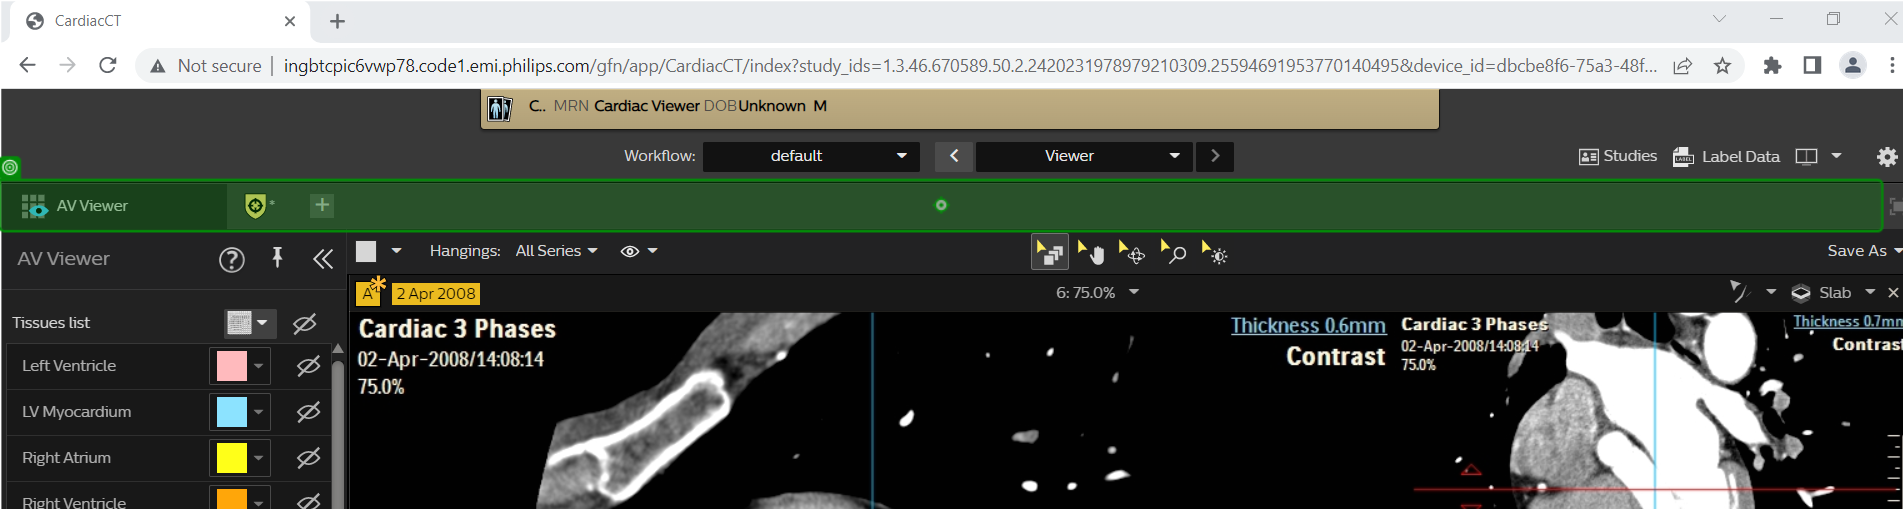 CardiacCT
Not secure | ingbtcpic6vwp78.code1.emi.philips.com/gfn/app/CardiacCT/index?study_ids=1.3.46.670589.50.2.2420231978979210309.25594691953770140495&device_id=dbcbe8f6-75a3-48f...
C.. MRN Cardiac Viewer DOB Unknown M
Workflow: default Viewer Studies Label Data
AV Viewer *
AV Viewer Hangings: All Series Save As
A* 2 Apr 2008 6: 75.0% Slab
Tissues list
Left Ventricle
LV Myocardium
Right Atrium
Right Ventricle
Cardiac 3 Phases
02-Apr-2008/14:08:14
75.0%
Thickness 0.6mm
Contrast
Cardiac 3 Phases
02-Apr-2008/14:08:14
75.0%
Thickness 0.7mm
Contrast